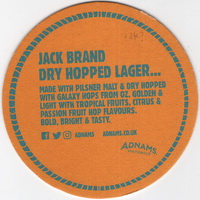 JACK BRAND
DRY HOPPED LAGER...
MADE WITH PILSNER MALT & DRY HOPPED
WITH GALAXY HOPS FROM OZ. GOLDEN &
LIGHT WITH TROPICAL FRUITS, CITRUS &
PASSION FRUIT HOP FLAVOURS.
BOLD, BRIGHT & TASTY.
ADNAMS ADNAMS.CO.UK
ADNAMS
SOUTHWOLD